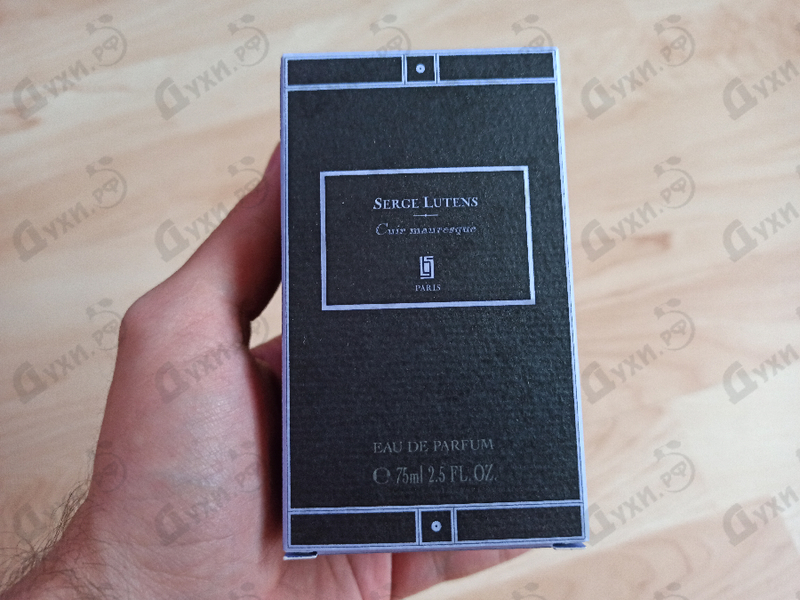 SERGE LUTENS
Cuir mauresque
PARIS
EAU DE PARFUM
℮ 75ml 2.5 FL.OZ.
Духи.РФ